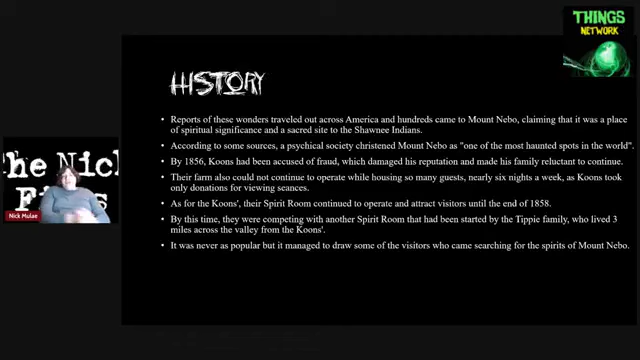 THINGS
NETWORK
HISTORY
• Reports of these wonders traveled out across America and hundreds came to Mount Nebo, claiming that it was a place
of spiritual significance and a sacred site to the Shawnee Indians.
• According to some sources, a psychical society christened Mount Nebo as "one of the most haunted spots in the world".
• By 1856, Koons had been accused of fraud, which damaged his reputation and made his family reluctant to continue.
• Their farm also could not continue to operate while housing so many guests, nearly six nights a week, as Koons took
only donations for viewing seances.
• As for the Koons', their Spirit Room continued to operate and attract visitors until the end of 1858.
• By this time, they were competing with another Spirit Room that had been started by the Tippie family, who lived 3
miles across the valley from the Koons'.
• It was never as popular but it managed to draw some of the visitors who came searching for the spirits of Mount Nebo.
he Nick
Nick Mulae